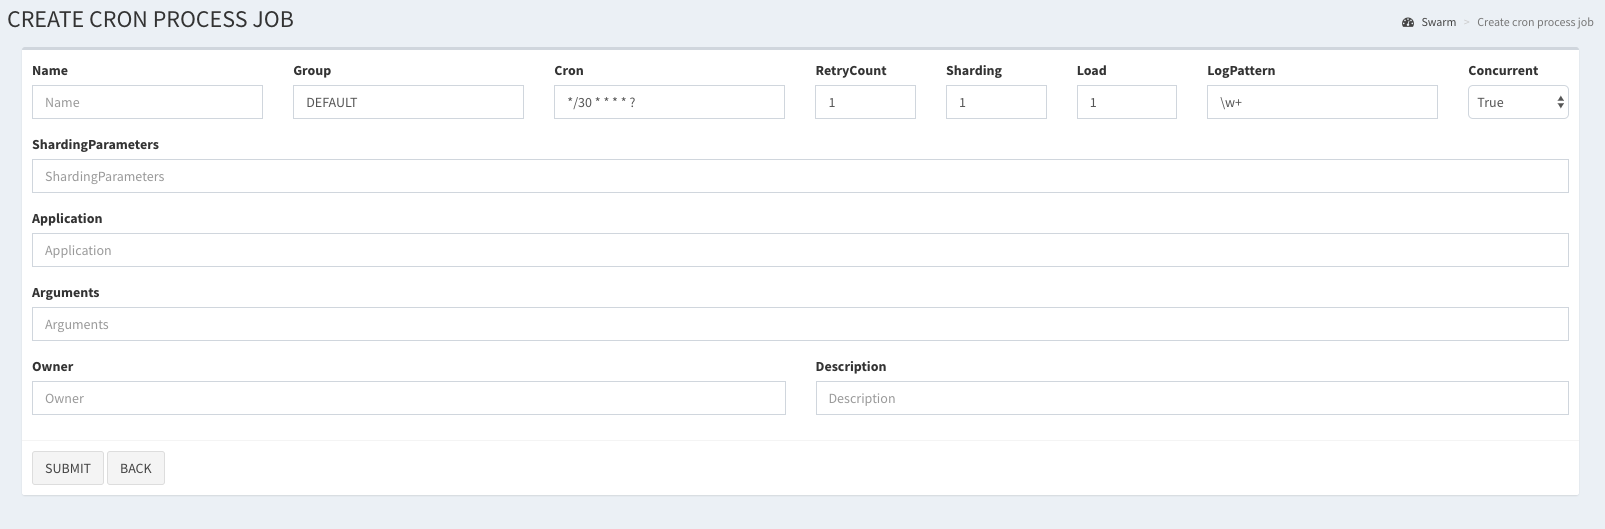 CREATE CRON PROCESS JOB
Swarm > Create cron process job
Name Group Cron RetryCount Sharding Load LogPattern Concurrent
Name DEFAULT */30 * * * * ? 1 1 1 \w+ True
ShardingParameters
ShardingParameters
Application
Application
Arguments
Arguments
Owner Description
Owner Description
SUBMIT BACK